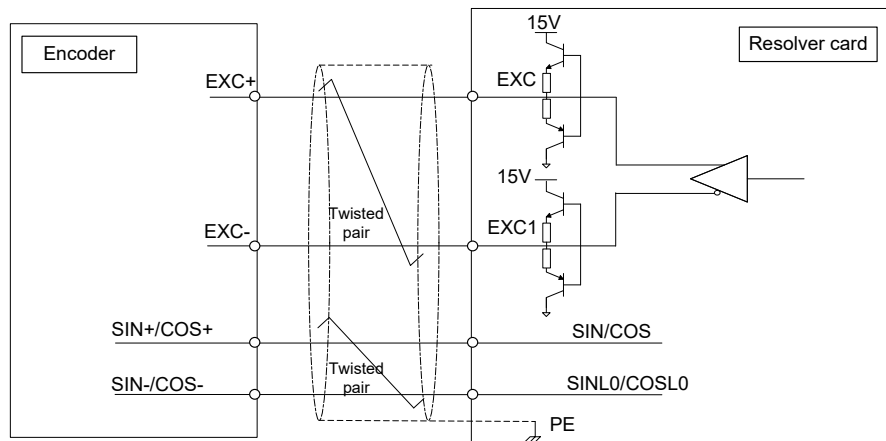 Encoder
15V
Resolver card
EXC+
EXC
15V
Twisted
pair
EXC-
EXC1
SIN+/COS+
SIN/COS
Twisted
pair
SIN-/COS-
SINL0/COSL0
PE